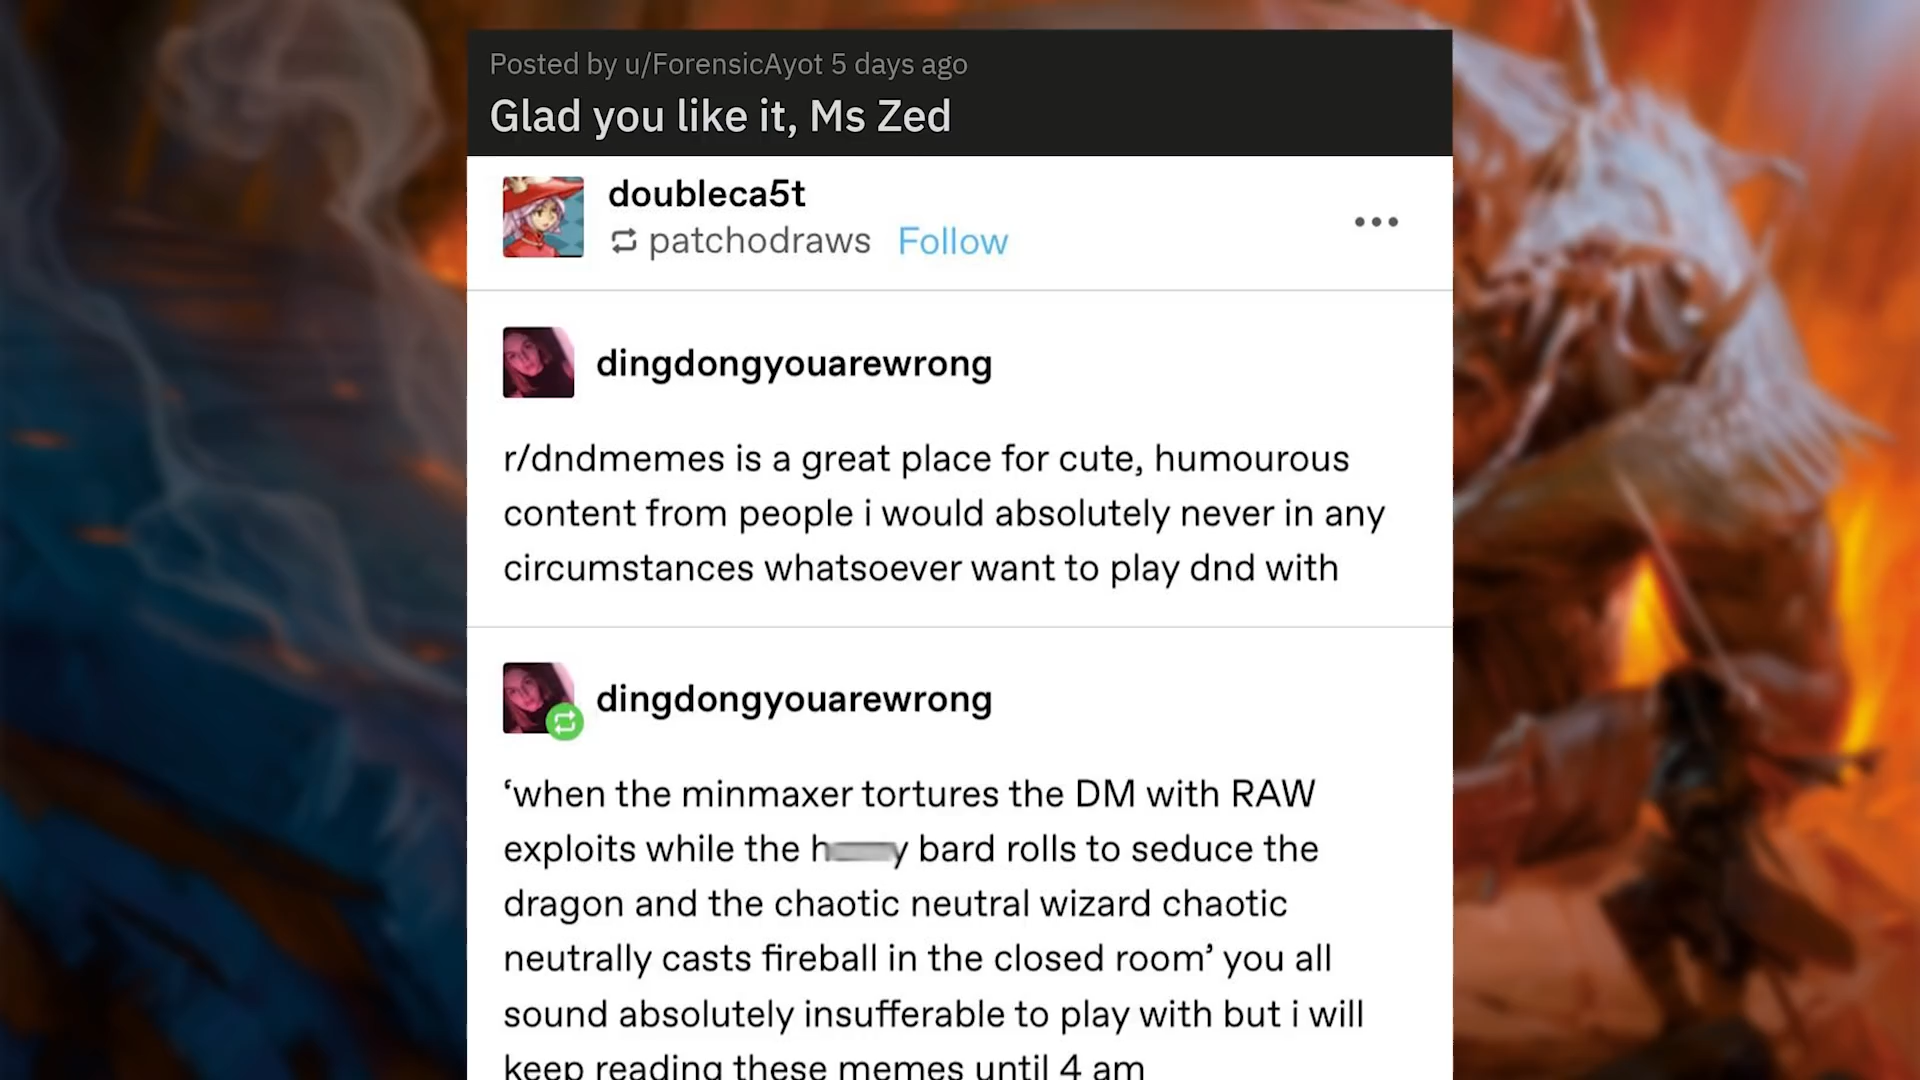 Posted by u/ForensicAyot 5 days ago
Glad you like it, Ms Zed
doubleca5t
patchodraws Follow
dingdongyouarewrong
r/dndmemes is a great place for cute, humourous
content from people i would absolutely never in any
circumstances whatsoever want to play dnd with
dingdongyouarewrong
‘when the minmaxer tortures the DM with RAW
exploits while the h y bard rolls to seduce the
dragon and the chaotic neutral wizard chaotic
neutrally casts fireball in the closed room’ you all
sound absolutely insufferable to play with but i will
keep reading these memes until 4 am